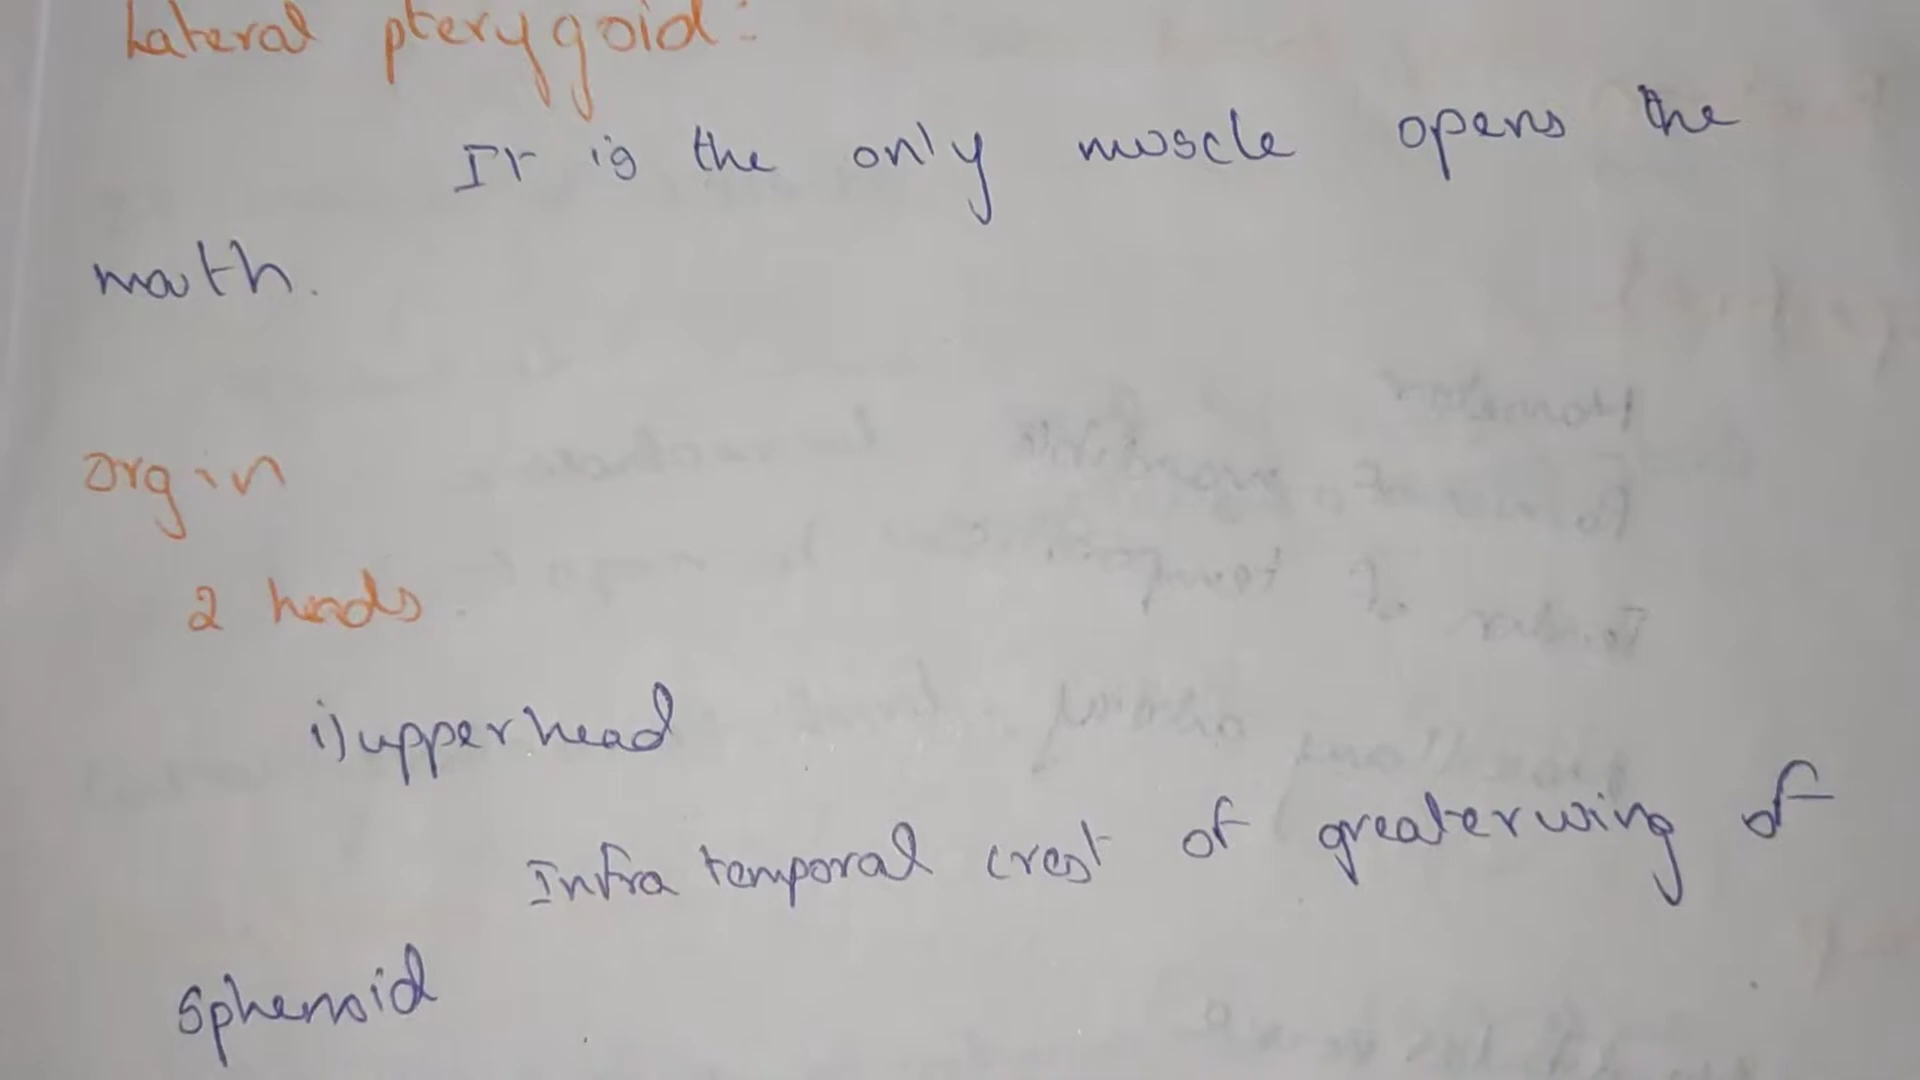 Lateral pterygoid:
It is the only muscle opens the
mouth.
Orgin
2 heads.
i) upper head
Infra temporal crest of greater wing of
Sphenoid